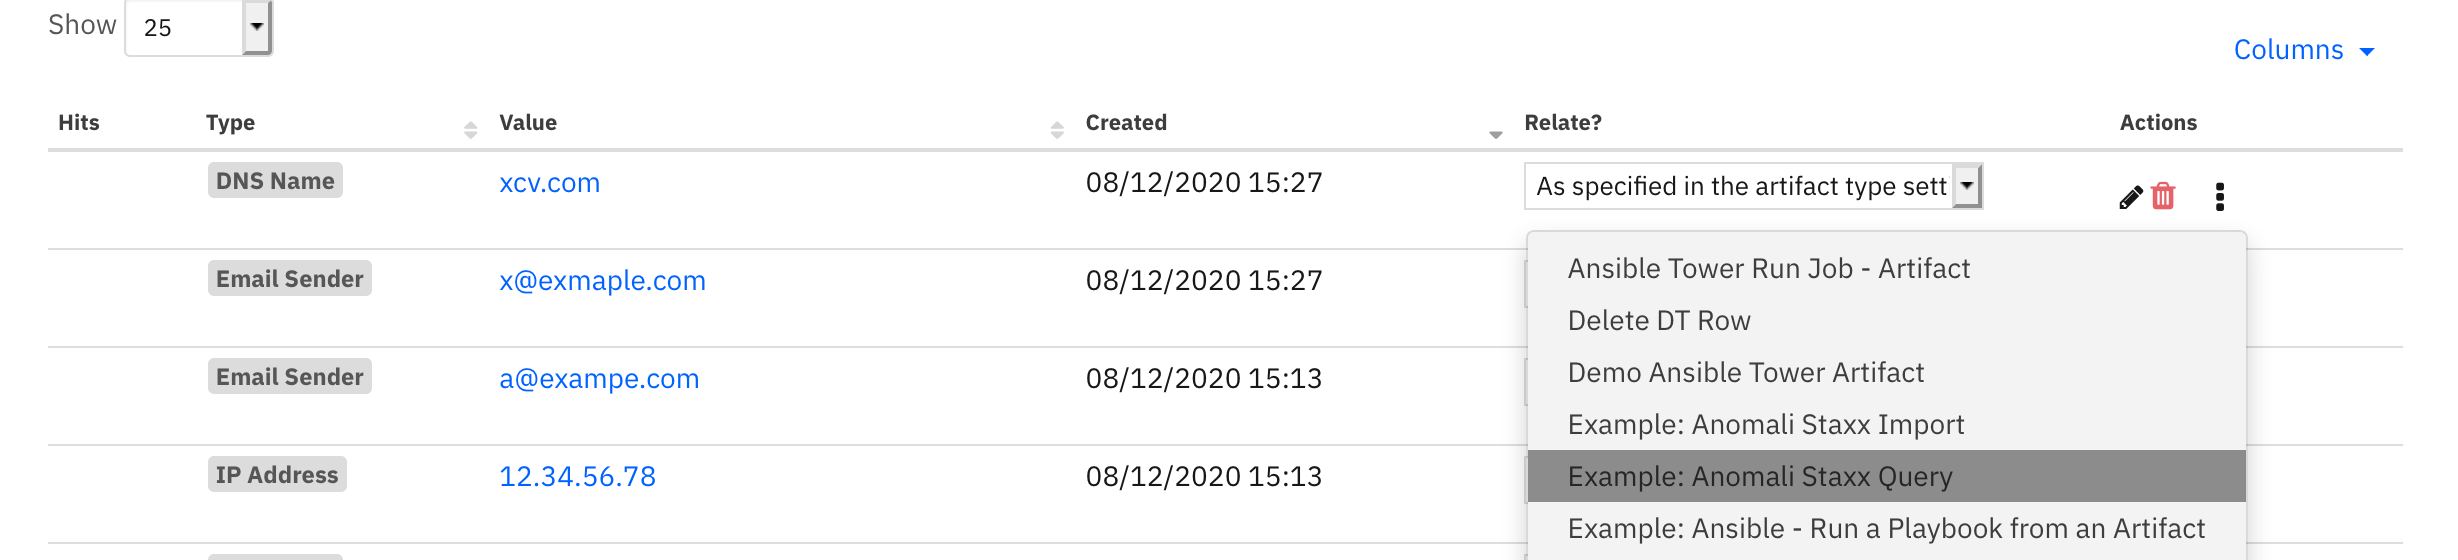 Show 25
Columns
Hits Type Value Created Relate? Actions
DNS Name xcv.com 08/12/2020 15:27 As specified in the artifact type sett
Email Sender x@exmaple.com 08/12/2020 15:27
Ansible Tower Run Job - Artifact
Delete DT Row
Email Sender a@exampe.com 08/12/2020 15:13
Demo Ansible Tower Artifact
Example: Anomali Staxx Import
IP Address 12.34.56.78 08/12/2020 15:13
Example: Anomali Staxx Query
Example: Ansible - Run a Playbook from an Artifact